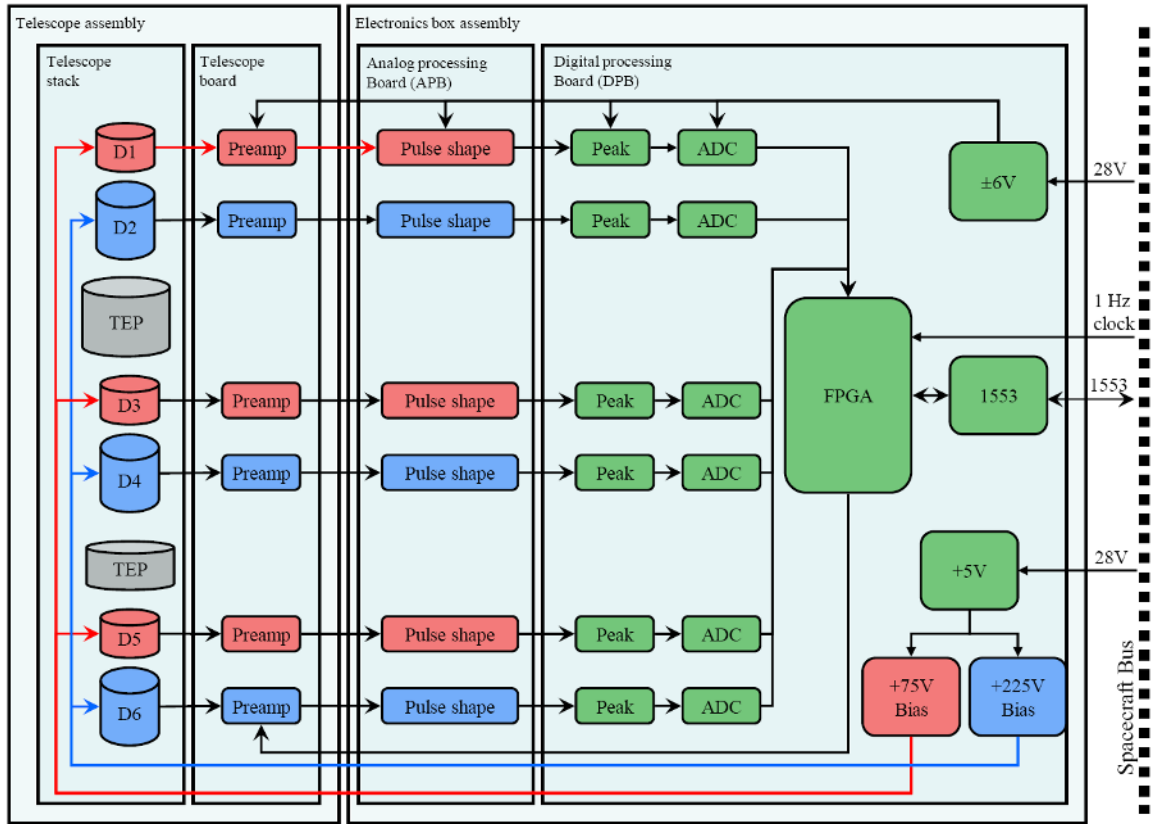 Telescope assembly
Electronics box assembly
Telescope
stack
Telescope
board
Analog processing
Board (APB)
Digital processing
Board (DPB)
D1
Preamp
Pulse shape
Peak
ADC
±6V
28V
D2
Preamp
Pulse shape
Peak
ADC
TEP
1 Hz
clock
D3
Preamp
Pulse shape
Peak
ADC
FPGA
1553
1553
D4
Preamp
Pulse shape
Peak
ADC
TEP
+5V
28V
D5
Preamp
Pulse shape
Peak
ADC
D6
Preamp
Pulse shape
Peak
ADC
+75V
Bias
+225V
Bias
Spacecraft Bus